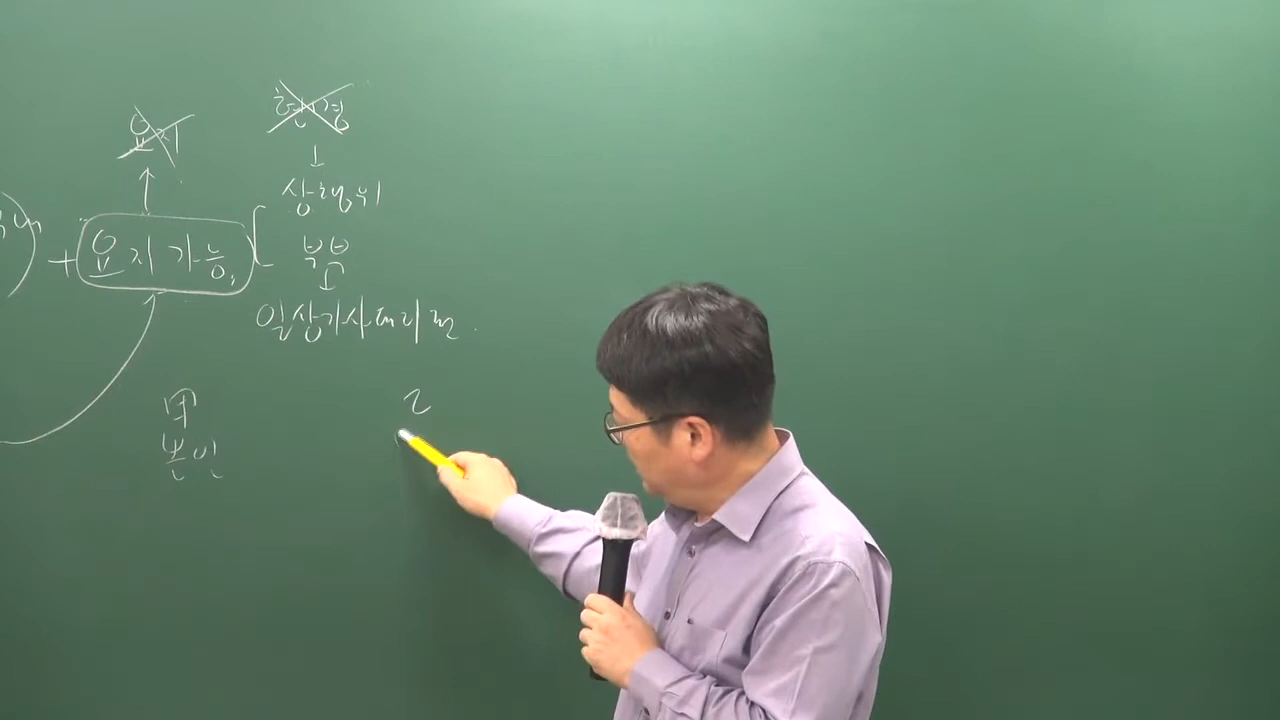 현명
요지
상행위
+ 요지가능
부부
일상가사대리권.
甲 乙
본인